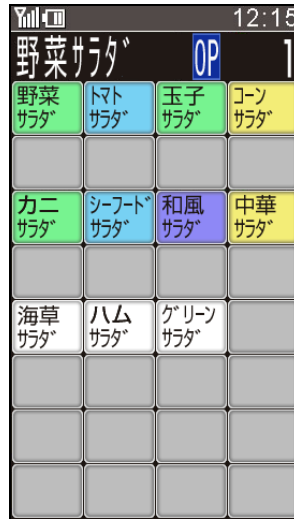 12:15
野菜ｻﾗﾀﾞ OP 1
野菜
ｻﾗﾀﾞ
ﾄﾏﾄ
ｻﾗﾀﾞ
玉子
ｻﾗﾀﾞ
ｺｰﾝ
ｻﾗﾀﾞ
カニ
ｻﾗﾀﾞ
ｼｰﾌｰﾄﾞ
ｻﾗﾀﾞ
和風
ｻﾗﾀﾞ
中華
ｻﾗﾀﾞ
海草
ｻﾗﾀﾞ
ハム
ｻﾗﾀﾞ
ｸﾞﾘｰﾝ
ｻﾗﾀﾞ